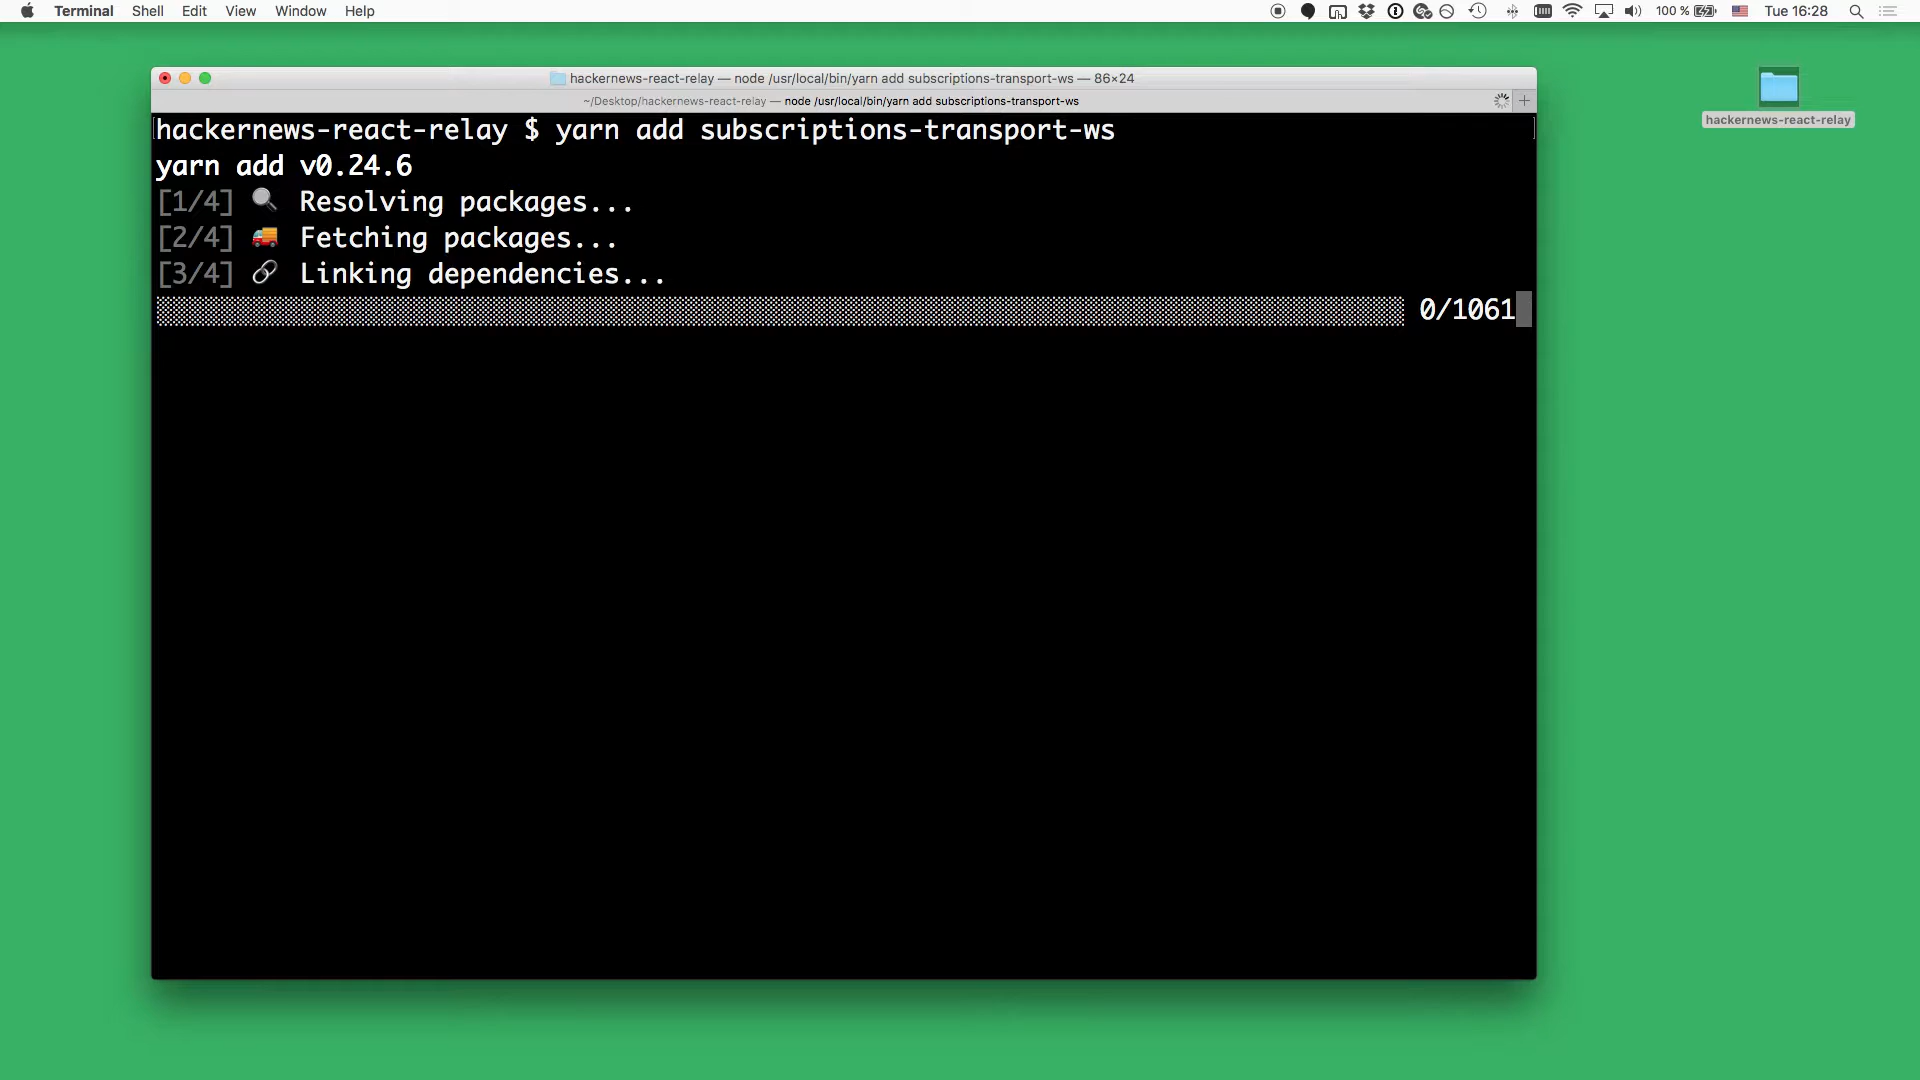 Terminal Shell Edit View Window Help 100 % Tue 16:28
hackernews-react-relay — node /usr/local/bin/yarn add subscriptions-transport-ws — 86×24
~/Desktop/hackernews-react-relay — node /usr/local/bin/yarn add subscriptions-transport-ws
hackernews-react-relay
hackernews-react-relay $ yarn add subscriptions-transport-ws
yarn add v0.24.6
[1/4] 🔍 Resolving packages...
[2/4] 🚚 Fetching packages...
[3/4] 🔗 Linking dependencies...
0/1061